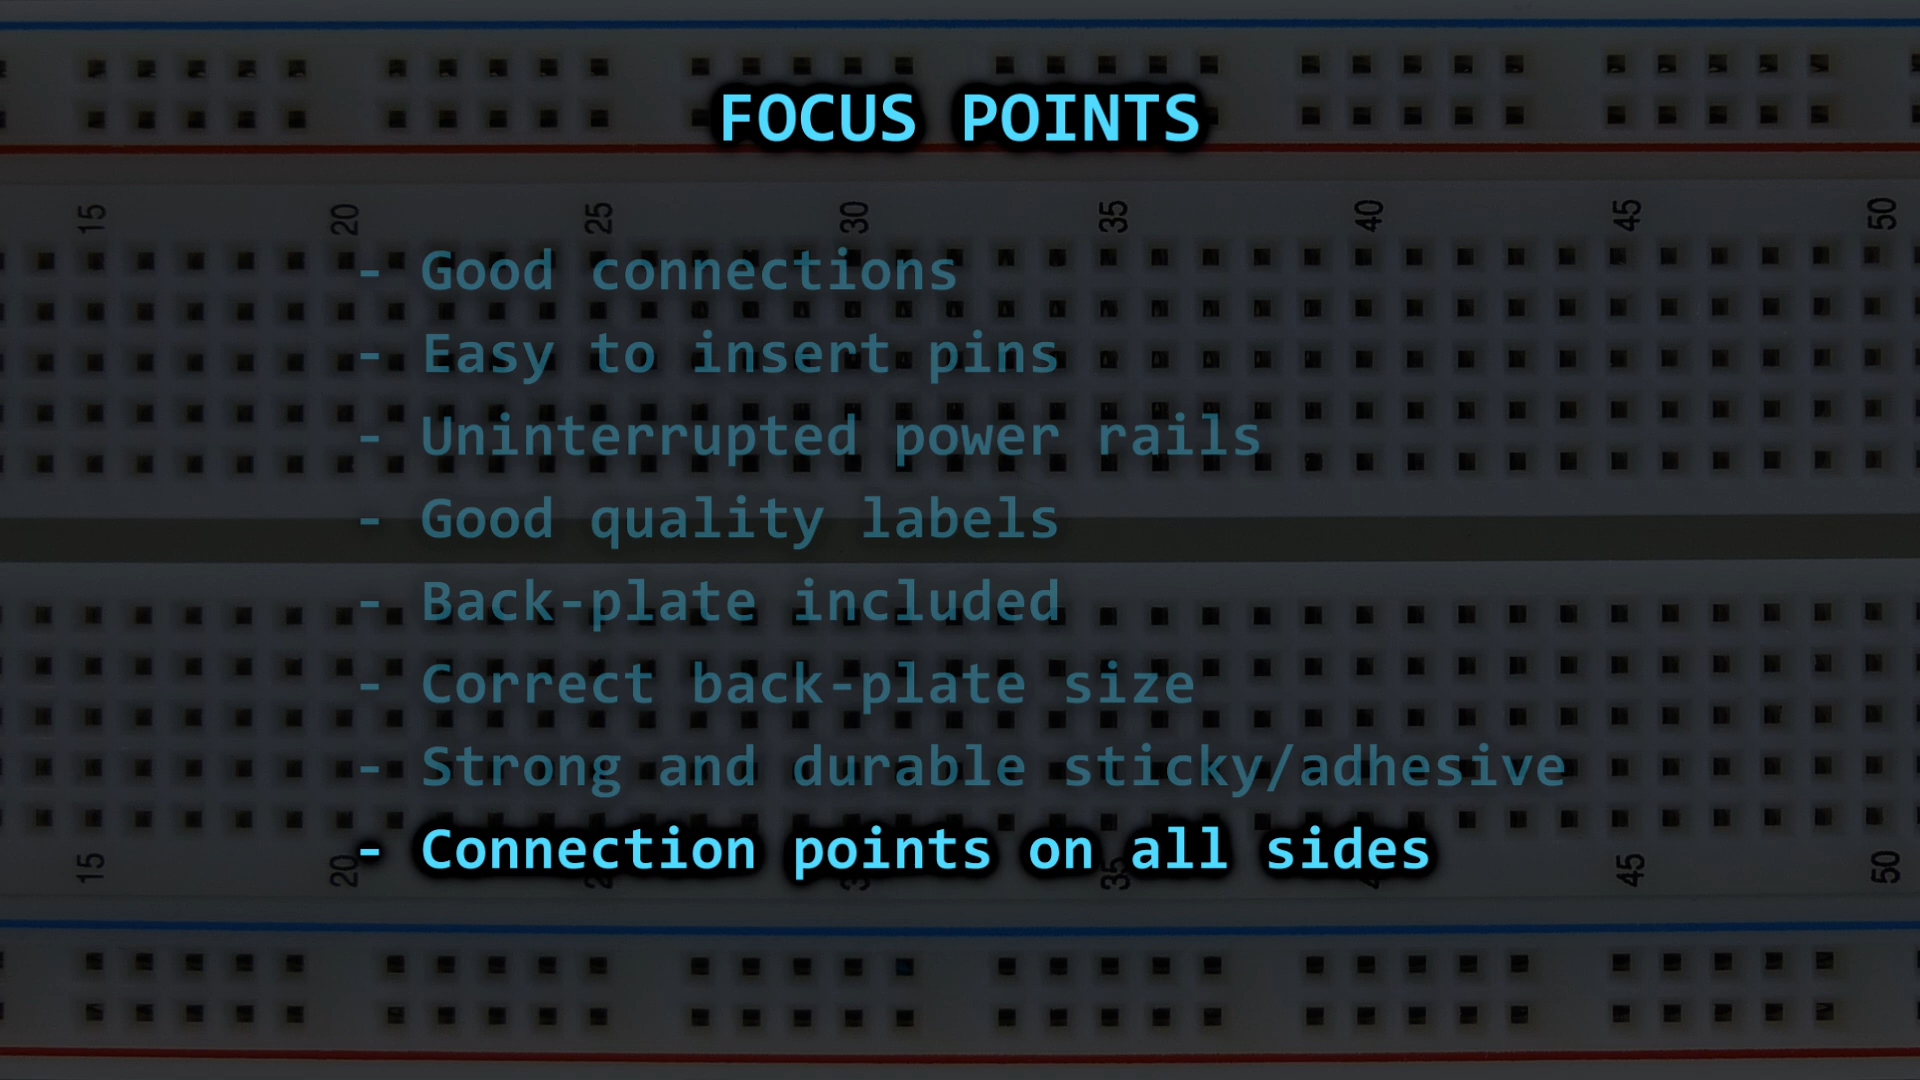 FOCUS POINTS
15 20 25 30 35 40 45 50
- Good connections
- Easy to insert pins
- Uninterrupted power rails
- Good quality labels
- Back-plate included
- Correct back-plate size
- Strong and durable sticky/adhesive
- Connection points on all sides
15 20 35 45 50